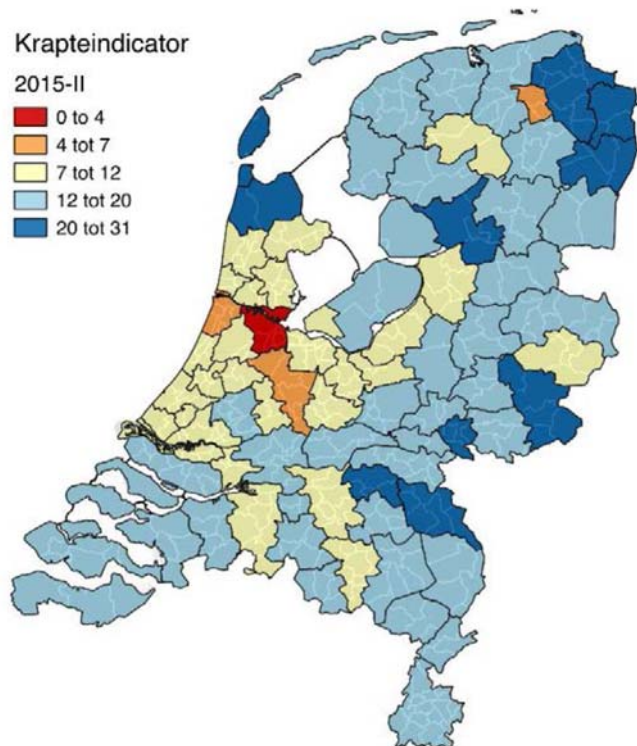 Krapteindicator
2015-II
0 to 4
4 tot 7
7 tot 12
12 tot 20
20 tot 31